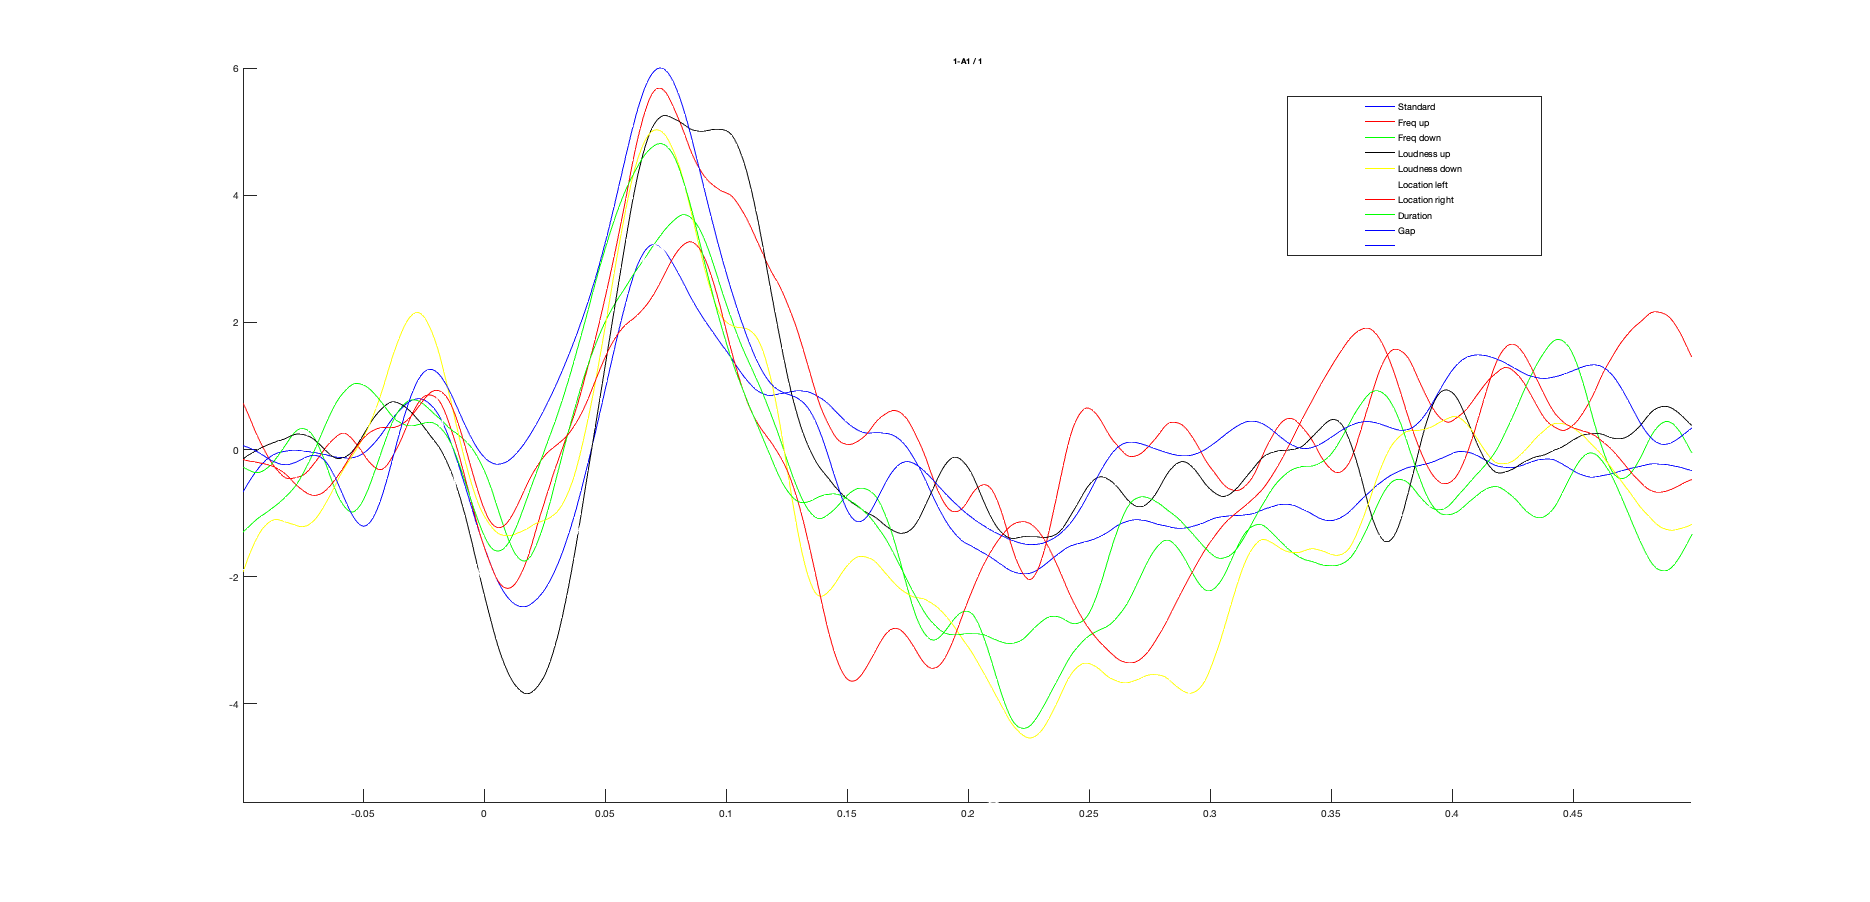 1-A1 / 1
6
4
2
0
-2
-4
-0.05 0 0.05 0.1 0.15 0.2 0.25 0.3 0.35 0.4 0.45
Standard
Freq up
Freq down
Loudness up
Loudness down
Location left
Location right
Duration
Gap